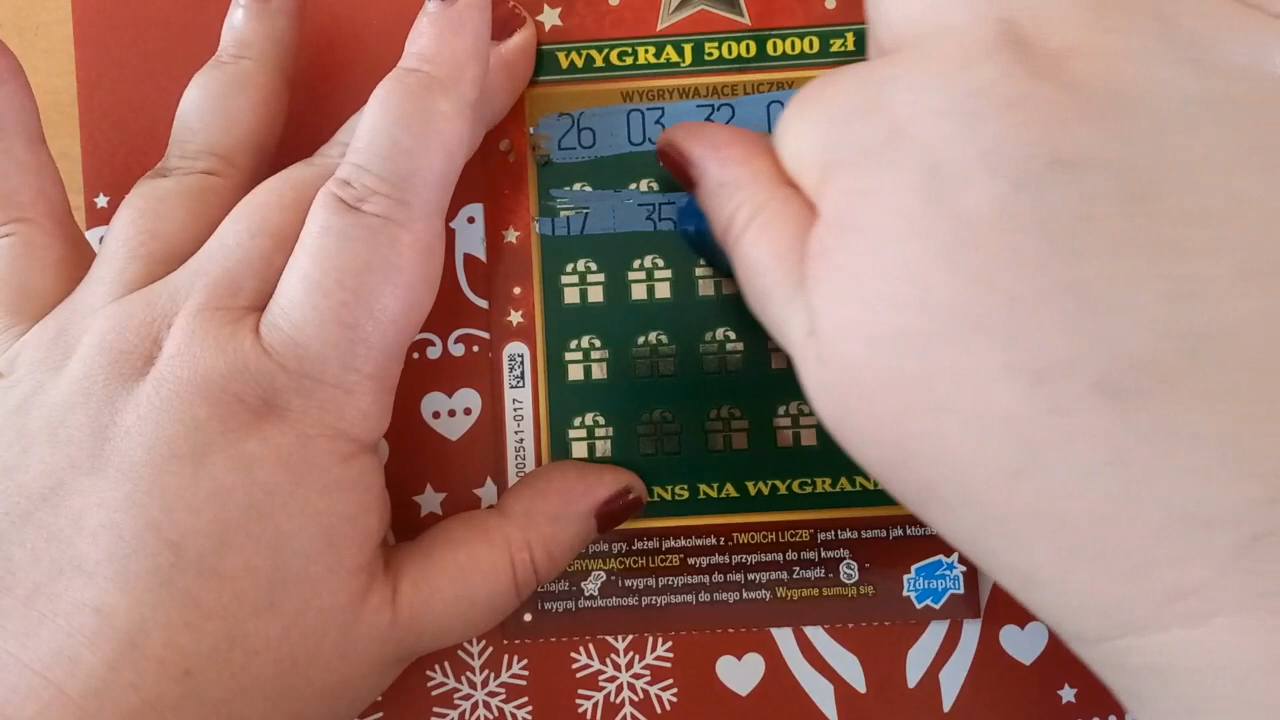 WYGRAJ 500 000 zł
WYGRYWAJĄCE LICZBY
26 03 32
07 35
002541-017
ANS NA WYGRAN
pole gry. Jeżeli jakakolwiek z „TWOICH LICZB” jest taka sama jak któraś
GRYWAJĄCYCH LICZB” wygrałeś przypisaną do niej kwotę.
Znajdź „ ” i wygraj przypisaną do niej wygraną. Znajdź „ S ”
i wygraj dwukrotność przypisanej do niego kwoty. Wygrane sumują się.
Zdrapki